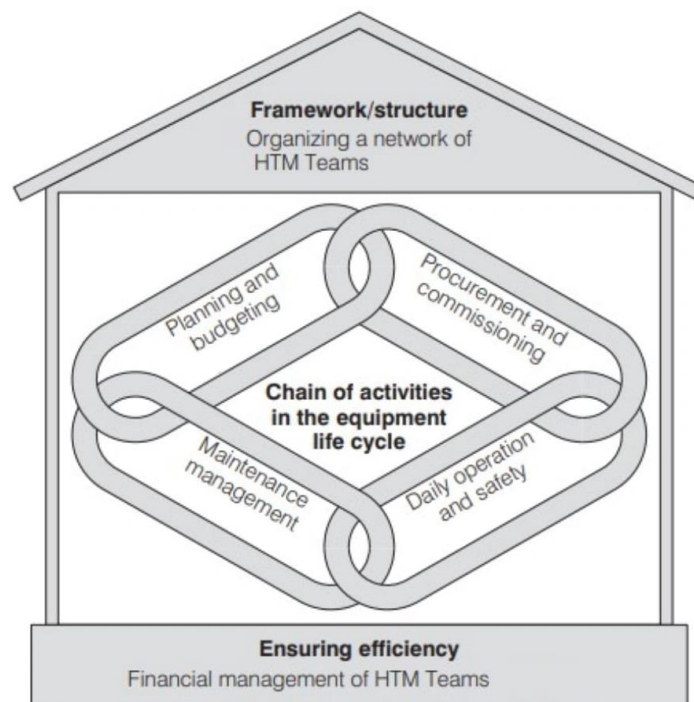 Framework/structure
Organizing a network of
HTM Teams
Planning and
budgeting
Procurement and
commissioning
Chain of activities
in the equipment
life cycle
Maintenance
management
Daily operation
and safety
Ensuring efficiency
Financial management of HTM Teams